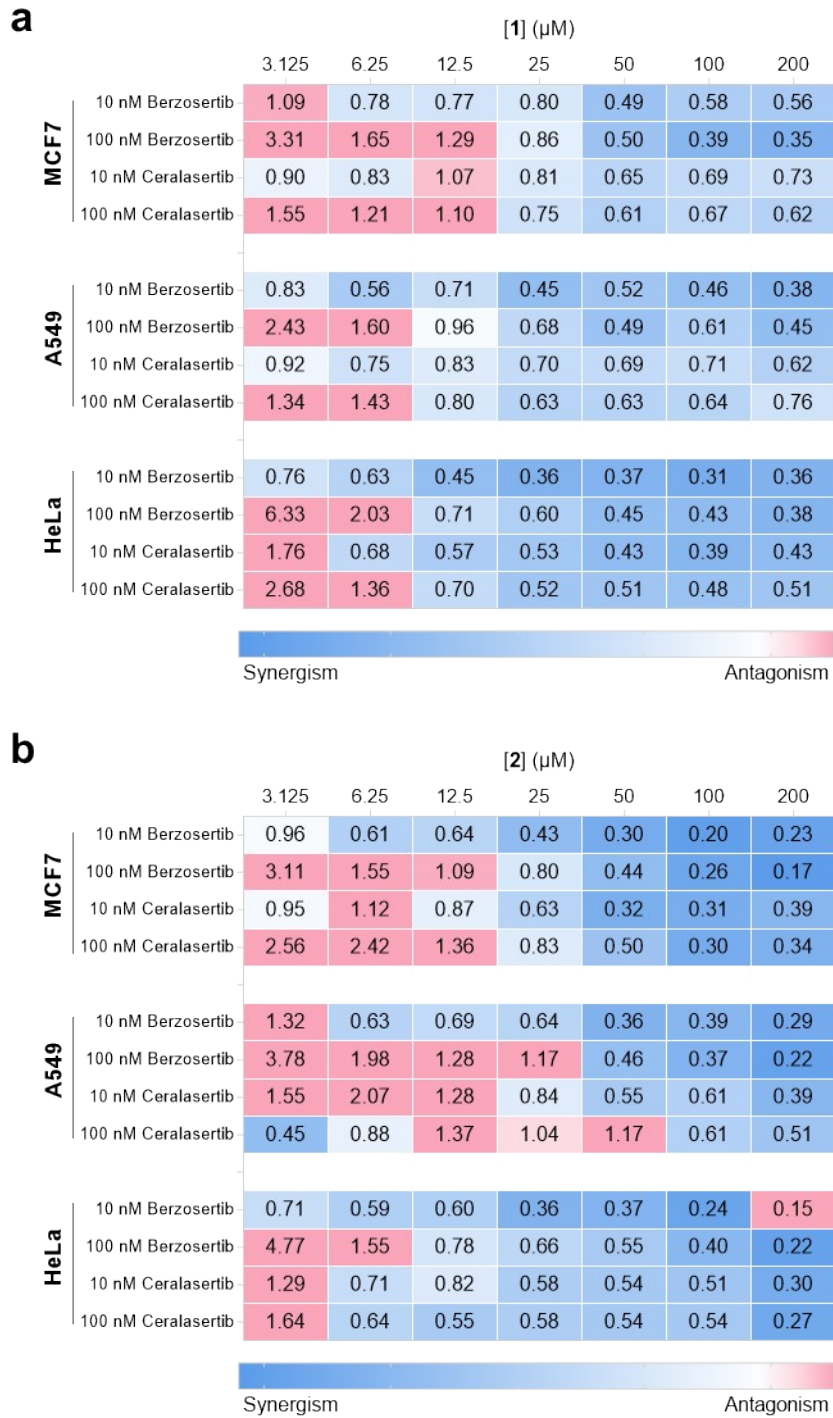 a
[1] (µM)
3.125 6.25 12.5 25 50 100 200
MCF7
10 nM Berzosertib 1.09 0.78 0.77 0.80 0.49 0.58 0.56
100 nM Berzosertib 3.31 1.65 1.29 0.86 0.50 0.39 0.35
10 nM Ceralasertib 0.90 0.83 1.07 0.81 0.65 0.69 0.73
100 nM Ceralasertib 1.55 1.21 1.10 0.75 0.61 0.67 0.62
A549
10 nM Berzosertib 0.83 0.56 0.71 0.45 0.52 0.46 0.38
100 nM Berzosertib 2.43 1.60 0.96 0.68 0.49 0.61 0.45
10 nM Ceralasertib 0.92 0.75 0.83 0.70 0.69 0.71 0.62
100 nM Ceralasertib 1.34 1.43 0.80 0.63 0.63 0.64 0.76
HeLa
10 nM Berzosertib 0.76 0.63 0.45 0.36 0.37 0.31 0.36
100 nM Berzosertib 6.33 2.03 0.71 0.60 0.45 0.43 0.38
10 nM Ceralasertib 1.76 0.68 0.57 0.53 0.43 0.39 0.43
100 nM Ceralasertib 2.68 1.36 0.70 0.52 0.51 0.48 0.51
Synergism Antagonism
b
[2] (µM)
3.125 6.25 12.5 25 50 100 200
MCF7
10 nM Berzosertib 0.96 0.61 0.64 0.43 0.30 0.20 0.23
100 nM Berzosertib 3.11 1.55 1.09 0.80 0.44 0.26 0.17
10 nM Ceralasertib 0.95 1.12 0.87 0.63 0.32 0.31 0.39
100 nM Ceralasertib 2.56 2.42 1.36 0.83 0.50 0.30 0.34
A549
10 nM Berzosertib 1.32 0.63 0.69 0.64 0.36 0.39 0.29
100 nM Berzosertib 3.78 1.98 1.28 1.17 0.46 0.37 0.22
10 nM Ceralasertib 1.55 2.07 1.28 0.84 0.55 0.61 0.39
100 nM Ceralasertib 0.45 0.88 1.37 1.04 1.17 0.61 0.51
HeLa
10 nM Berzosertib 0.71 0.59 0.60 0.36 0.37 0.24 0.15
100 nM Berzosertib 4.77 1.55 0.78 0.66 0.55 0.40 0.22
10 nM Ceralasertib 1.29 0.71 0.82 0.58 0.54 0.51 0.30
100 nM Ceralasertib 1.64 0.64 0.55 0.58 0.54 0.54 0.27
Synergism Antagonism